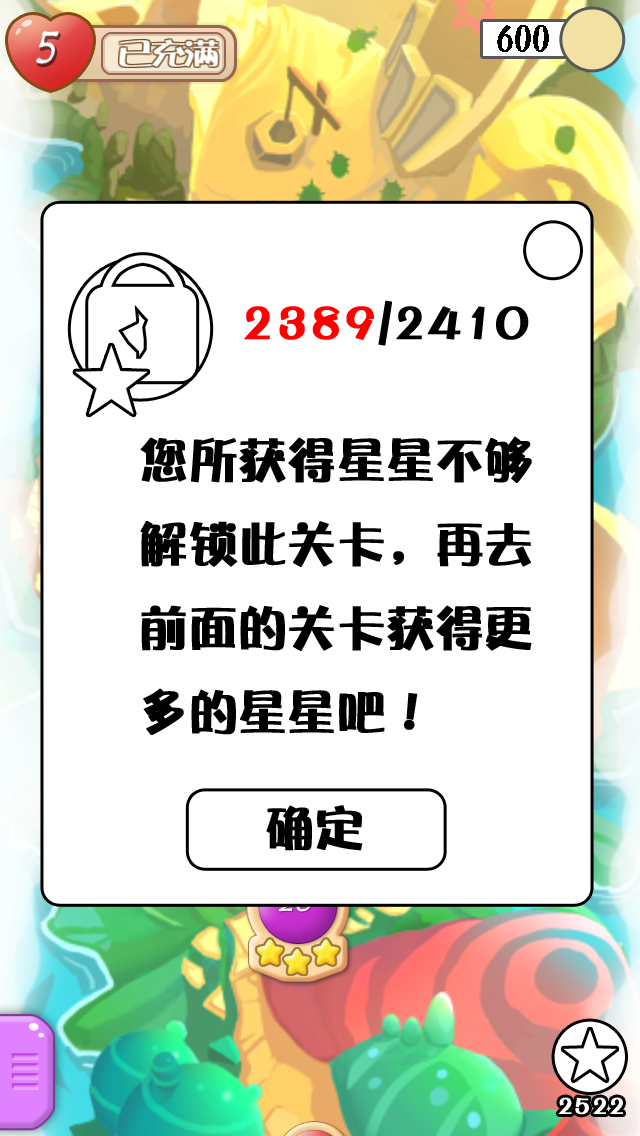 5 已充满 600
2389/2410
您所获得星星不够
解锁此关卡，再去
前面的关卡获得更
多的星星吧！
确定
2522